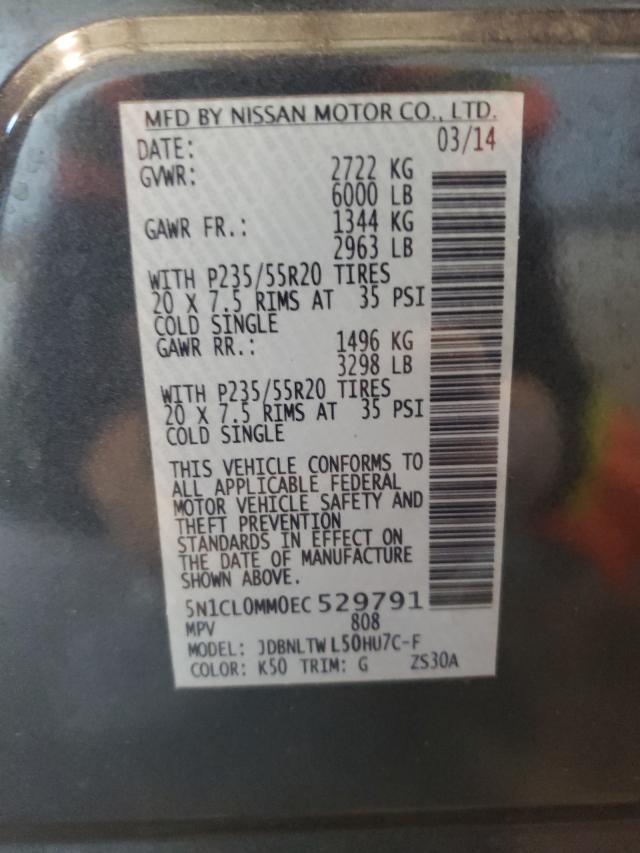 MFD BY NISSAN MOTOR CO., LTD.
DATE: 03/14
GVWR: 2722 KG
6000 LB
GAWR FR.: 1344 KG
2963 LB
WITH P235/55R20 TIRES
20 X 7.5 RIMS AT 35 PSI
COLD SINGLE
GAWR RR.: 1496 KG
3298 LB
WITH P235/55R20 TIRES
20 X 7.5 RIMS AT 35 PSI
COLD SINGLE
THIS VEHICLE CONFORMS TO
ALL APPLICABLE FEDERAL
MOTOR VEHICLE SAFETY AND
THEFT PREVENTION
STANDARDS IN EFFECT ON
THE DATE OF MANUFACTURE
SHOWN ABOVE.
5N1CL0MM0EC 529791
MPV 808
MODEL: JDBNLTW L50HU7C-F
COLOR: K50 TRIM: G ZS30A